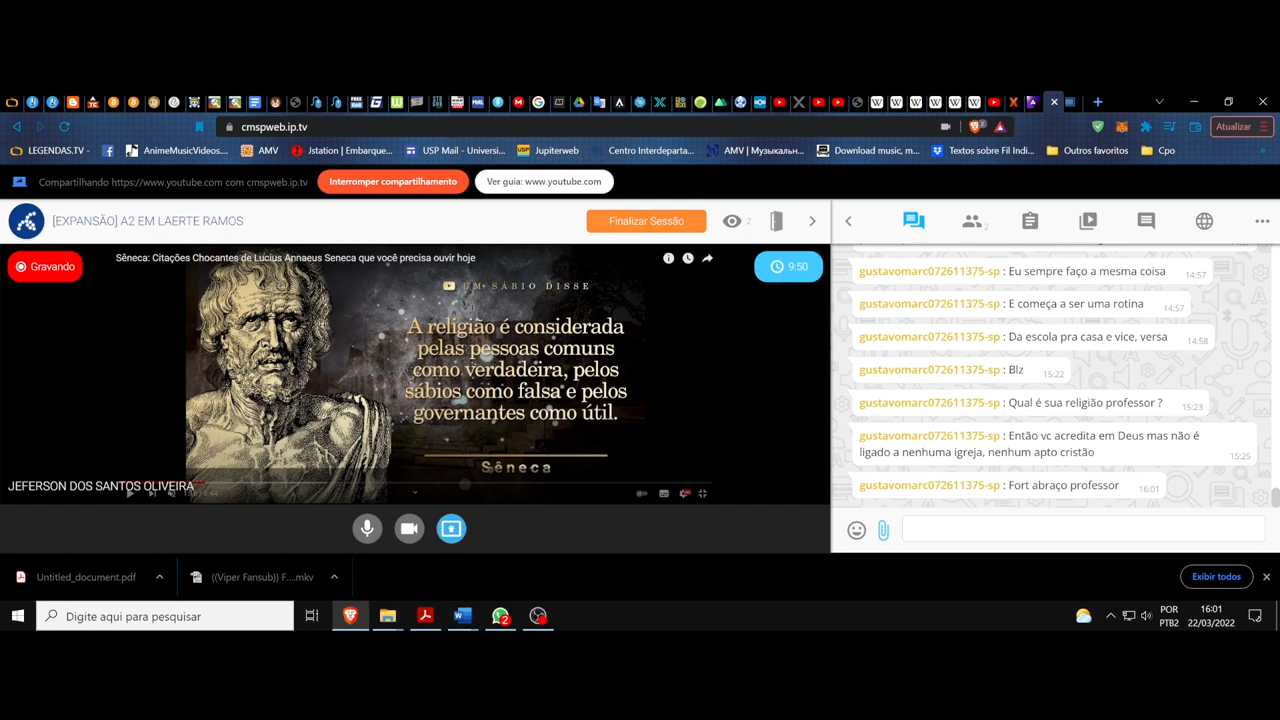 cmspweb.ip.tv
2
Atualizar
LEGENDAS.TV
AnimeMusicVideos...
AMV
Jstation | Embarque...
USP Mail - Universi...
Jupiterweb
Centro Interdeparta...
AMV | Музыкальн...
Download music, m...
Textos sobre Fil Indi...
Outros favoritos
Cpo
Compartilhando https://www.youtube.com com cmspweb.ip.tv
Interromper compartilhamento
Ver guia: www.youtube.com
[EXPANSÃO] A2 EM LAERTE RAMOS
Finalizar Sessão
2
2
Gravando
Sêneca: Citações Chocantes de Lucius Annaeus Seneca que você precisa ouvir hoje
9:50
UM SÁBIO DISSE
A religião é considerada
pelas pessoas comuns
como verdadeira, pelos
sábios como falsa e pelos
governantes como útil.
Sêneca
JEFERSON DOS SANTOS OLIVEIRA
gustavomarc072611375-sp : Eu sempre faço a mesma coisa 14:57
gustavomarc072611375-sp : E começa a ser uma rotina 14:57
gustavomarc072611375-sp : Da escola pra casa e vice, versa 14:58
gustavomarc072611375-sp : Blz 15:22
gustavomarc072611375-sp : Qual é sua religião professor ? 15:23
gustavomarc072611375-sp : Então vc acredita em Deus mas não é
ligado a nenhuma igreja, nenhum apto cristão 15:25
gustavomarc072611375-sp : Fort abraço professor 16:01
Untitled_document.pdf
((Viper Fansub)) F....mkv
Exibir todos
Digite aqui para pesquisar
2
POR
PTB2
16:01
22/03/2022